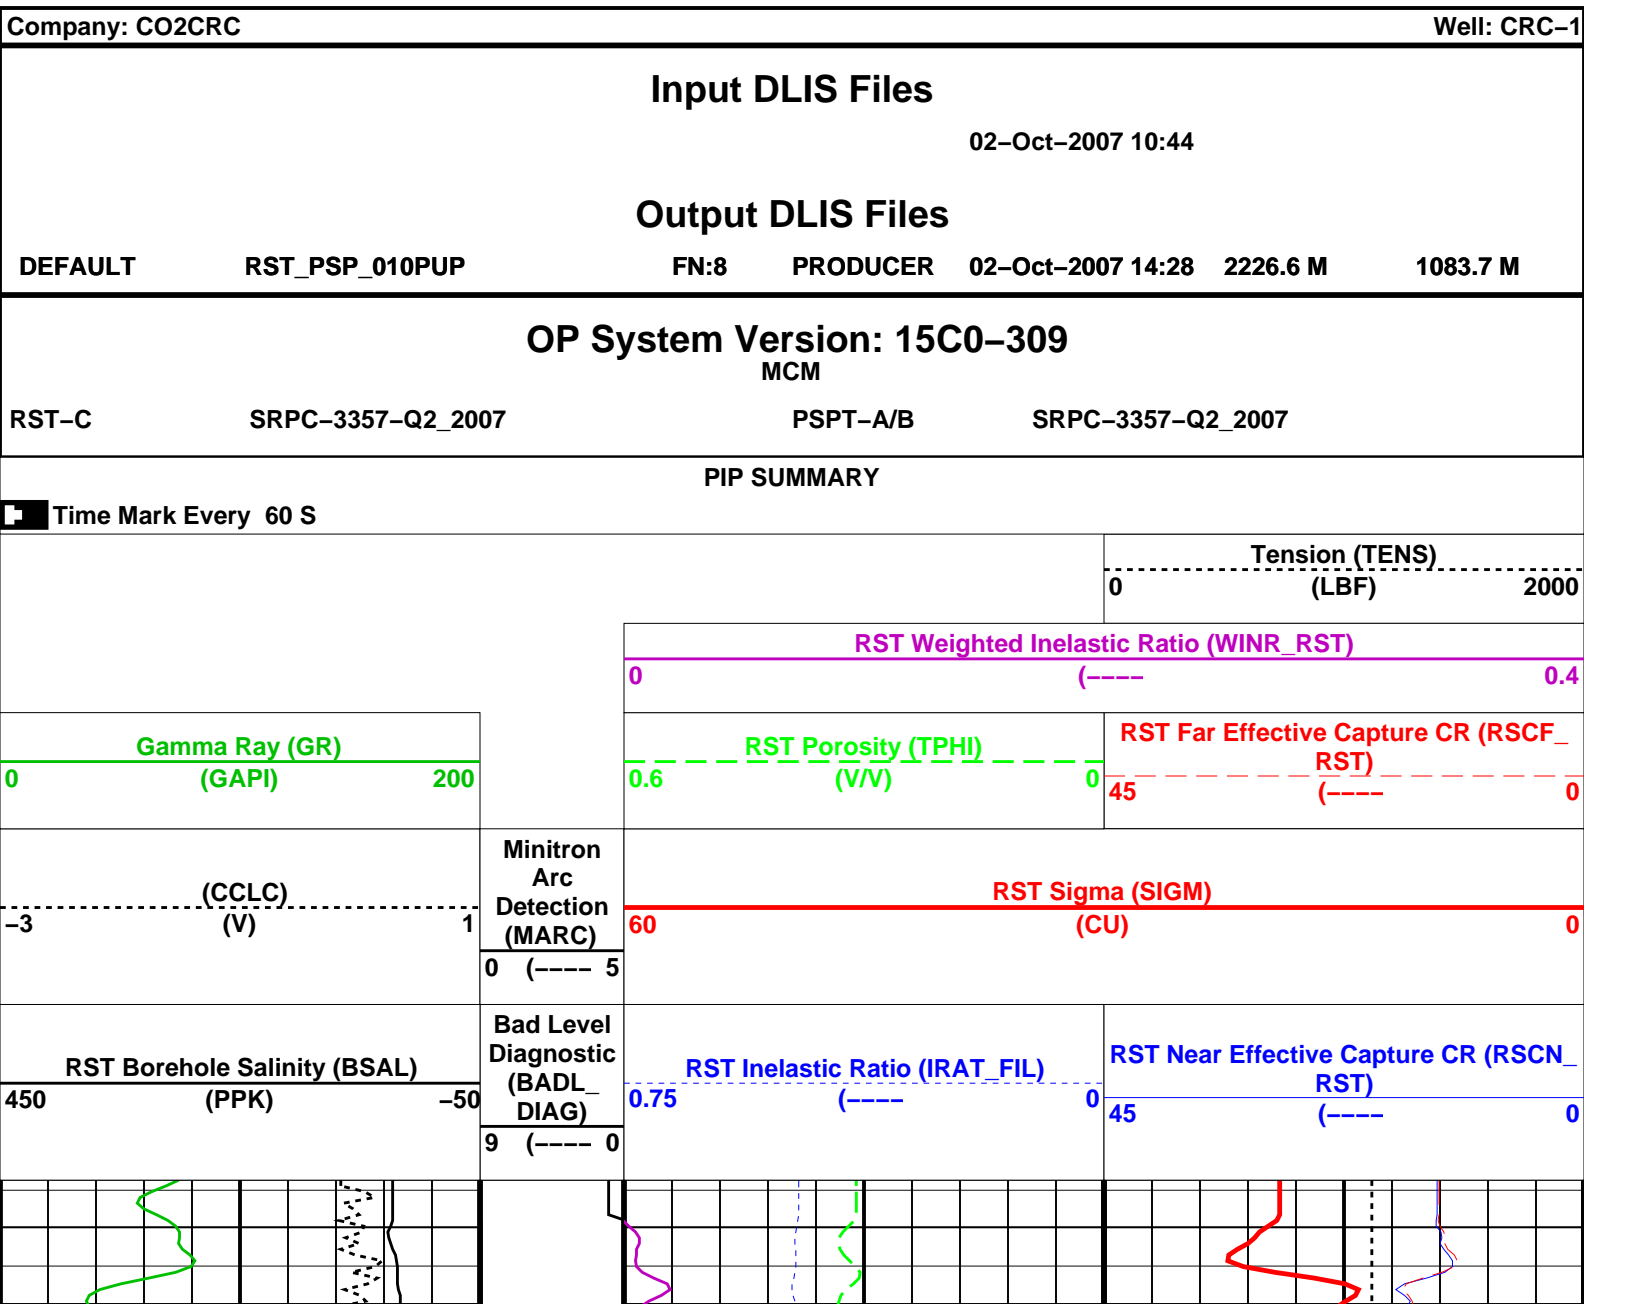 Company: CO2CRC Well: CRC−1
Input DLIS Files
02−Oct−2007 10:44
Output DLIS Files
DEFAULT RST_PSP_010PUP FN:8 PRODUCER 02−Oct−2007 14:28 2226.6 M 1083.7 M
OP System Version: 15C0−309
MCM
RST−C SRPC−3357−Q2_2007 PSPT−A/B SRPC−3357−Q2_2007
PIP SUMMARY
Time Mark Every 60 S
Tension (TENS)
0 (LBF) 2000
RST Weighted Inelastic Ratio (WINR_RST)
0 (−−−− 0.4
Gamma Ray (GR)
0 (GAPI) 200
RST Porosity (TPHI)
0.6 (V/V) 0
RST Far Effective Capture CR (RSCF_
RST)
45 (−−−− 0
(CCLC)
−3 (V) 1
Minitron
Arc
Detection
(MARC)
0 (−−−− 5
RST Sigma (SIGM)
60 (CU) 0
RST Borehole Salinity (BSAL)
450 (PPK) −50
Bad Level
Diagnostic
(BADL_
DIAG)
9 (−−−− 0
RST Inelastic Ratio (IRAT_FIL)
0.75 (−−−− 0
RST Near Effective Capture CR (RSCN_
RST)
45 (−−−− 0